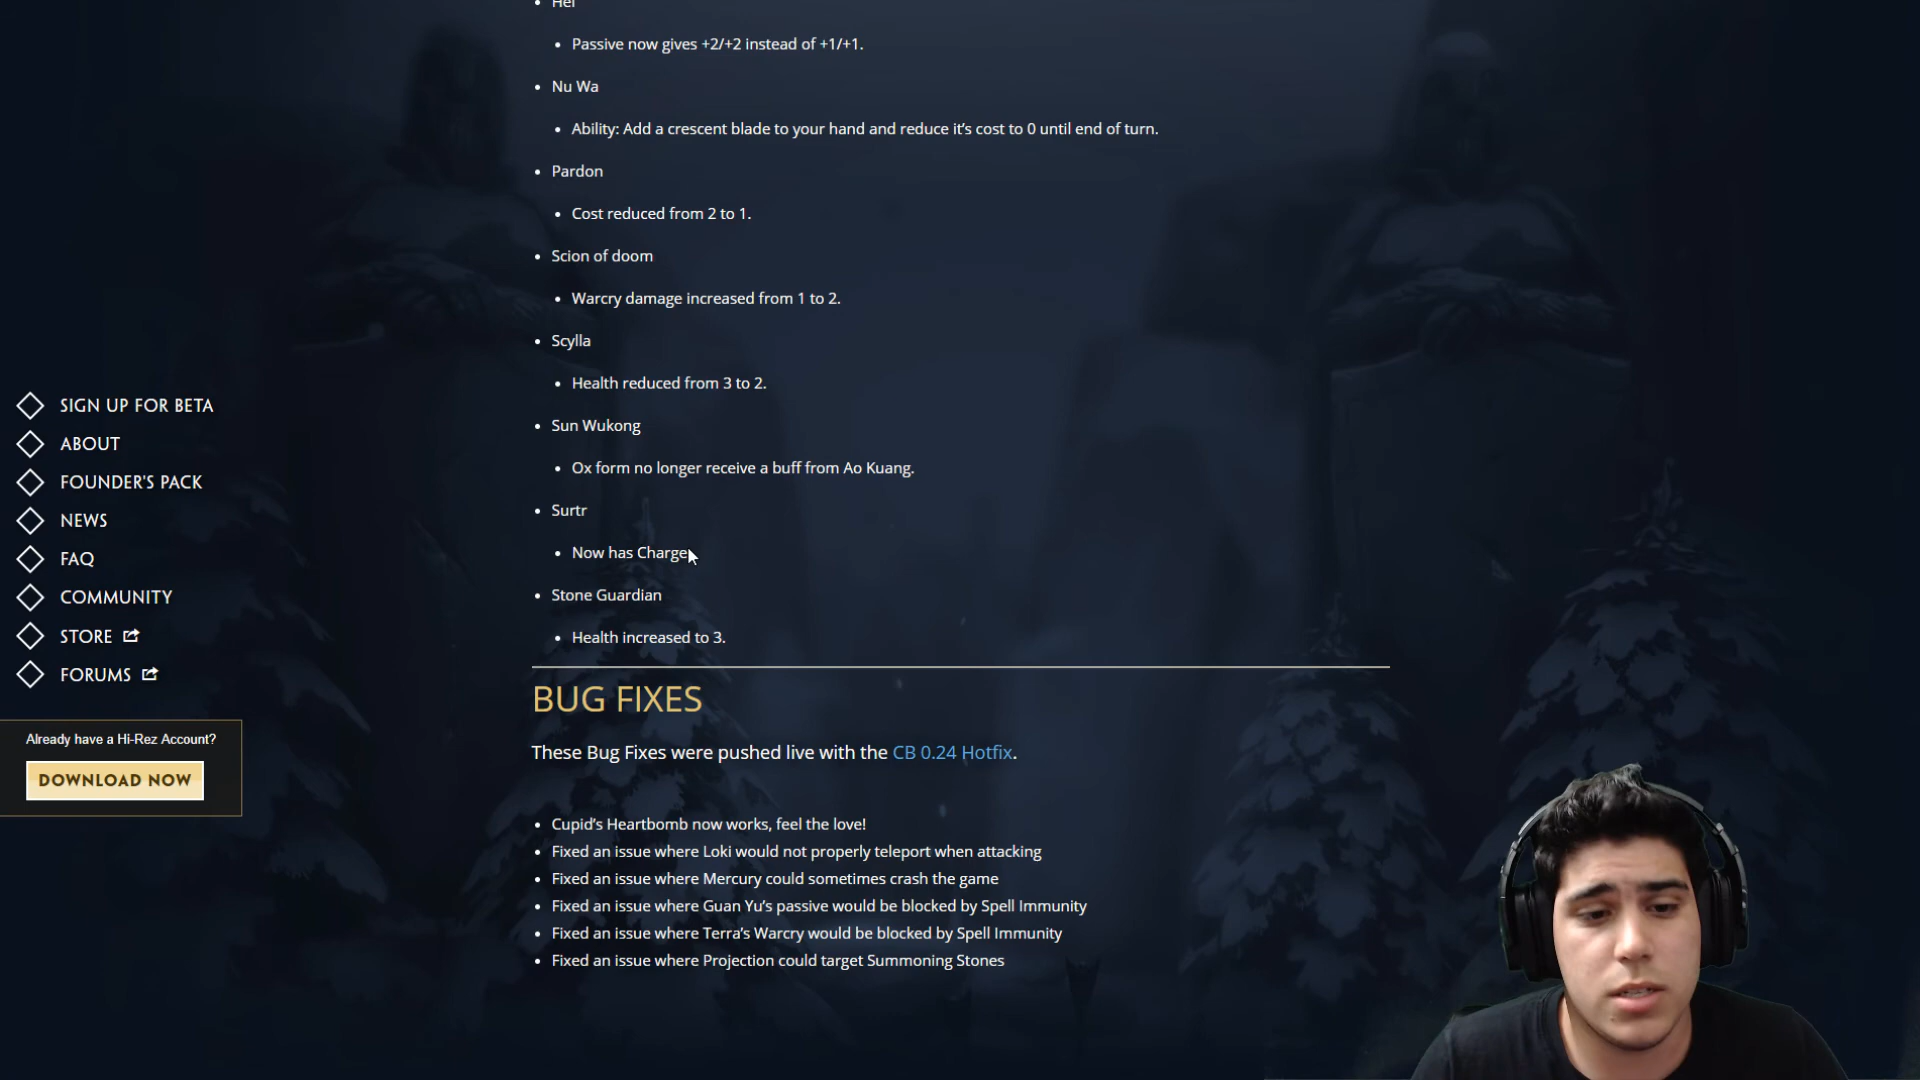 Hel
Passive now gives +2/+2 instead of +1/+1.
Nu Wa
Ability: Add a crescent blade to your hand and reduce it's cost to 0 until end of turn.
Pardon
Cost reduced from 2 to 1.
Scion of doom
Warcry damage increased from 1 to 2.
Scylla
Health reduced from 3 to 2.
Sun Wukong
Ox form no longer receive a buff from Ao Kuang.
Surtr
Now has Charge
Stone Guardian
Health increased to 3.
BUG FIXES
These Bug Fixes were pushed live with the CB 0.24 Hotfix.
Cupid's Heartbomb now works, feel the love!
Fixed an issue where Loki would not properly teleport when attacking
Fixed an issue where Mercury could sometimes crash the game
Fixed an issue where Guan Yu's passive would be blocked by Spell Immunity
Fixed an issue where Terra's Warcry would be blocked by Spell Immunity
Fixed an issue where Projection could target Summoning Stones
SIGN UP FOR BETA
ABOUT
FOUNDER'S PACK
NEWS
FAQ
COMMUNITY
STORE
FORUMS
Already have a Hi-Rez Account?
DOWNLOAD NOW